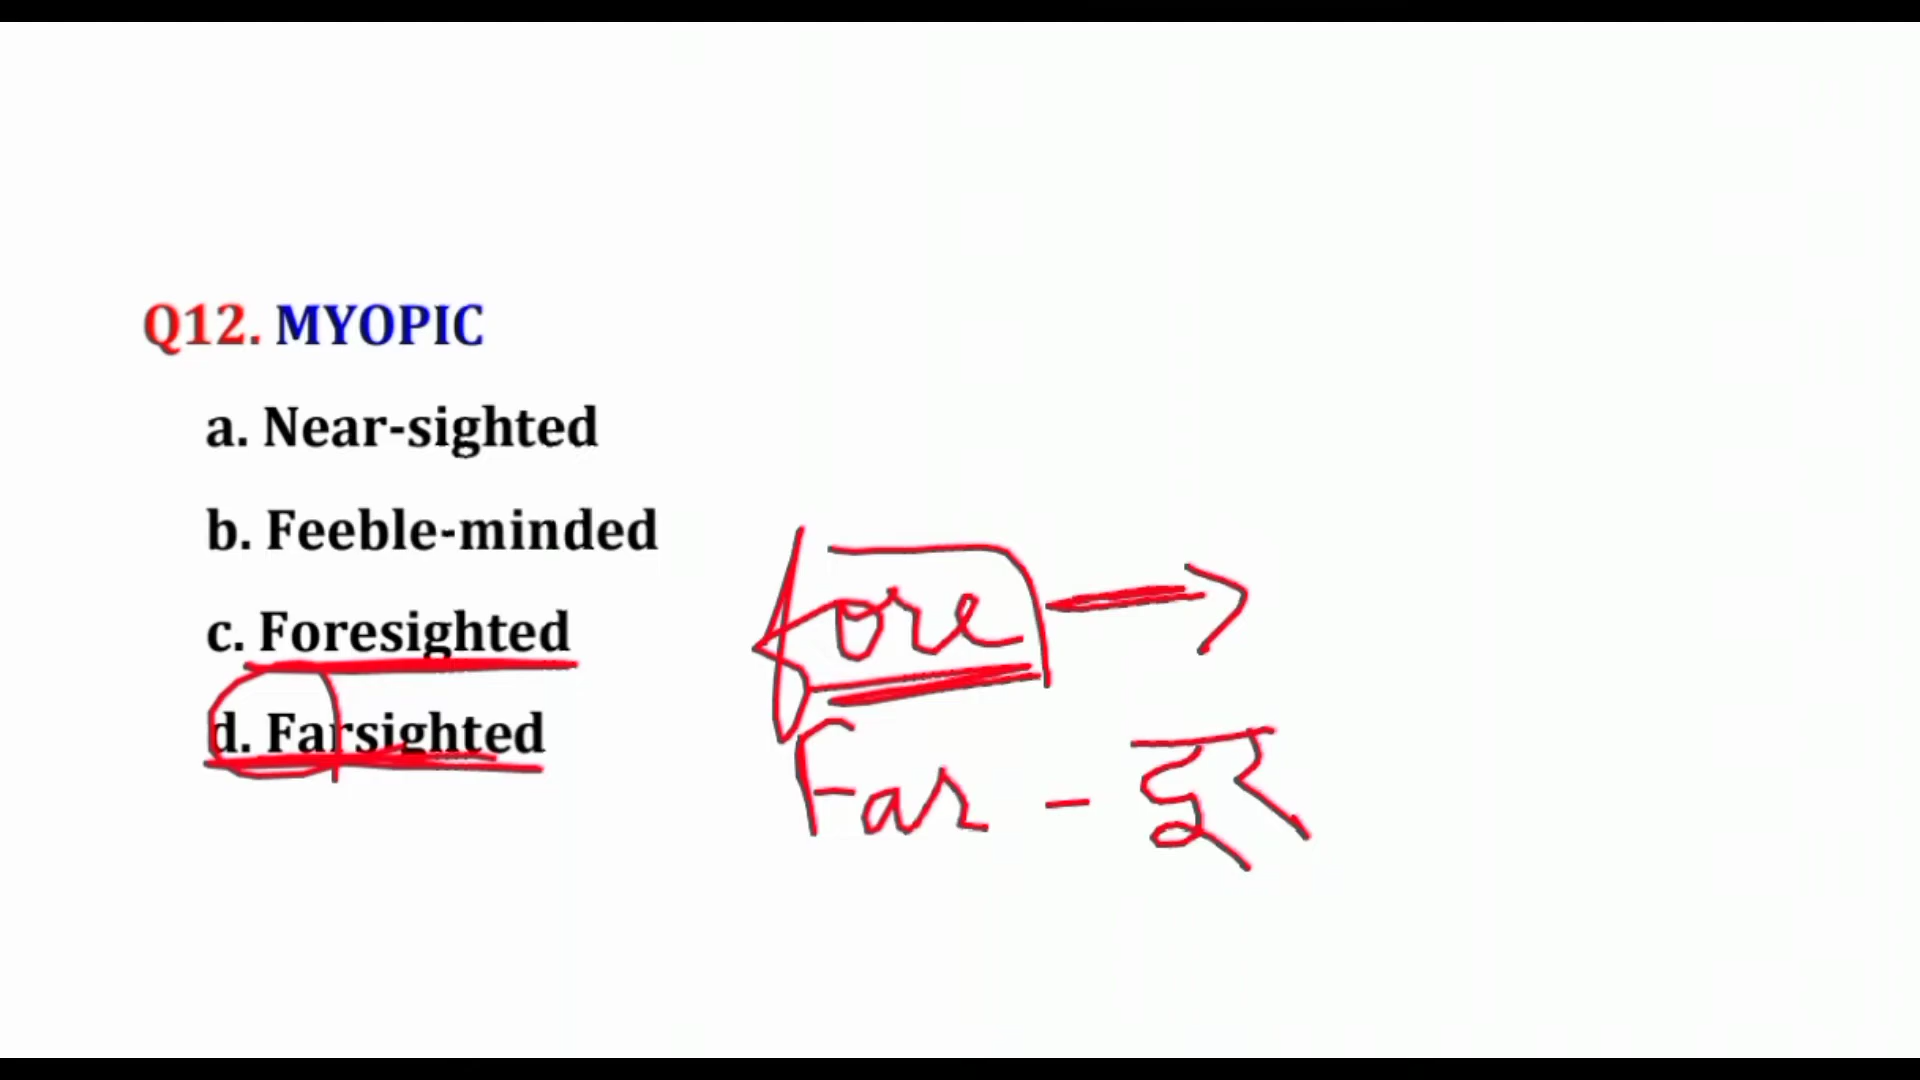 Q12. MYOPIC
a. Near-sighted
b. Feeble-minded
c. Foresighted
d. Farsighted
fore →
Far - दूर